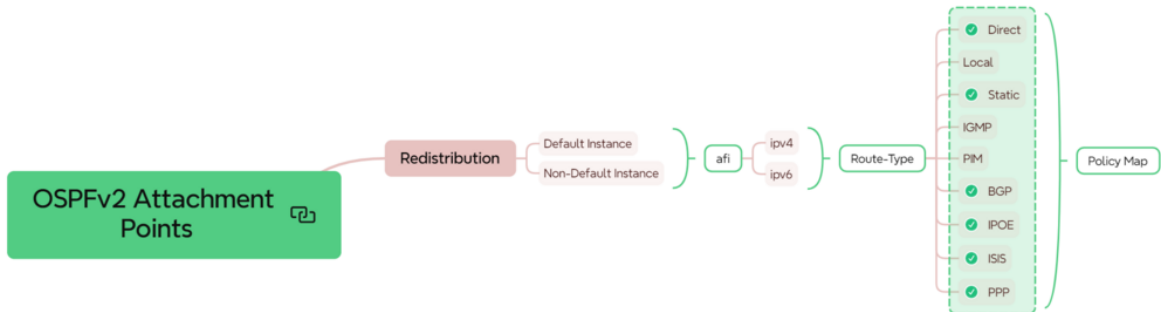 OSPFv2 Attachment
Points
Redistribution
Default Instance
Non-Default Instance
afi
ipv4
ipv6
Route-Type
Direct
Local
Static
IGMP
PIM
BGP
IPOE
ISIS
PPP
Policy Map